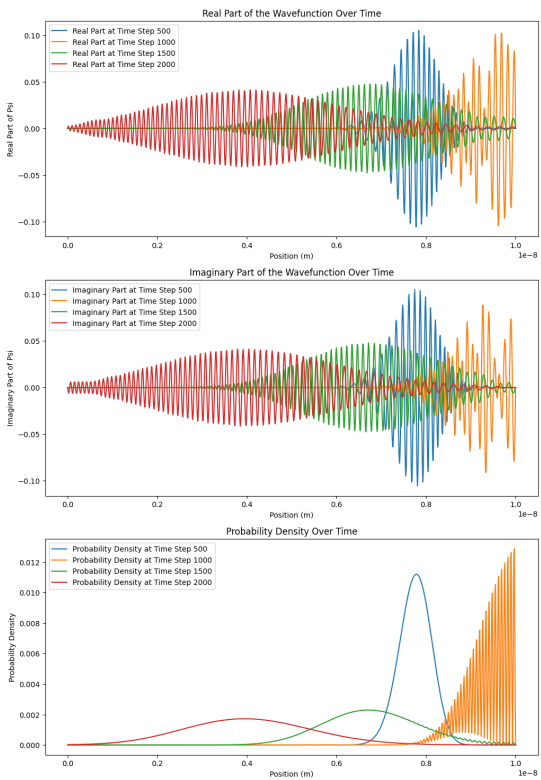 Real Part of the Wavefunction Over Time
Real Part at Time Step 500
Real Part at Time Step 1000
Real Part at Time Step 1500
Real Part at Time Step 2000
0.10
0.05
0.00
−0.05
−0.10
Real Part of Psi
0.0 0.2 0.4 0.6 0.8 1.0
Position (m)
1e−8
Imaginary Part of the Wavefunction Over Time
Imaginary Part at Time Step 500
Imaginary Part at Time Step 1000
Imaginary Part at Time Step 1500
Imaginary Part at Time Step 2000
0.10
0.05
0.00
−0.05
−0.10
Imaginary Part of Psi
0.0 0.2 0.4 0.6 0.8 1.0
Position (m)
1e−8
Probability Density Over Time
Probability Density at Time Step 500
Probability Density at Time Step 1000
Probability Density at Time Step 1500
Probability Density at Time Step 2000
0.012
0.010
0.008
0.006
0.004
0.002
0.000
Probability Density
0.0 0.2 0.4 0.6 0.8 1.0
Position (m)
1e−8